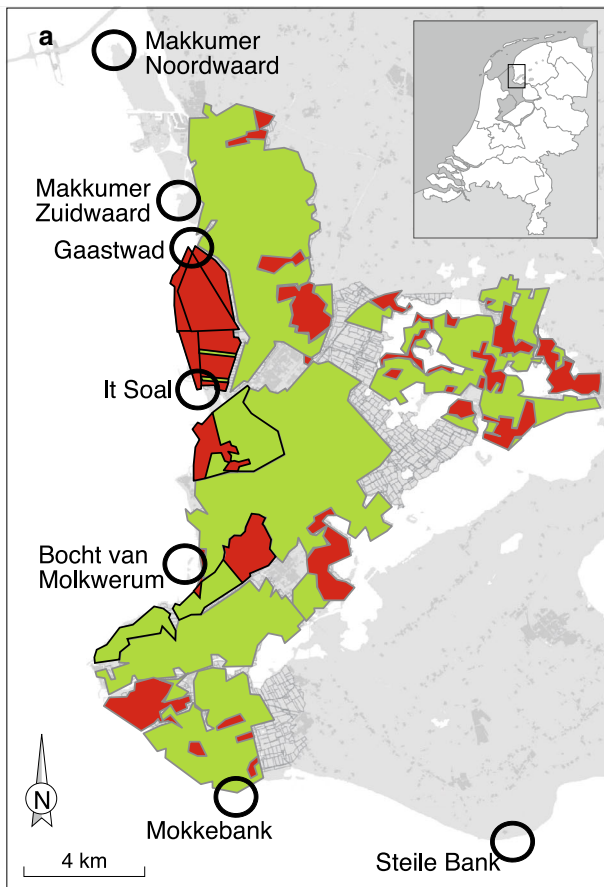 a
Makkumer
Noordwaard
Makkumer
Zuidwaard
Gaastwad
It Soal
Bocht van
Molkwerum
N
Mokkebank
4 km
Steile Bank